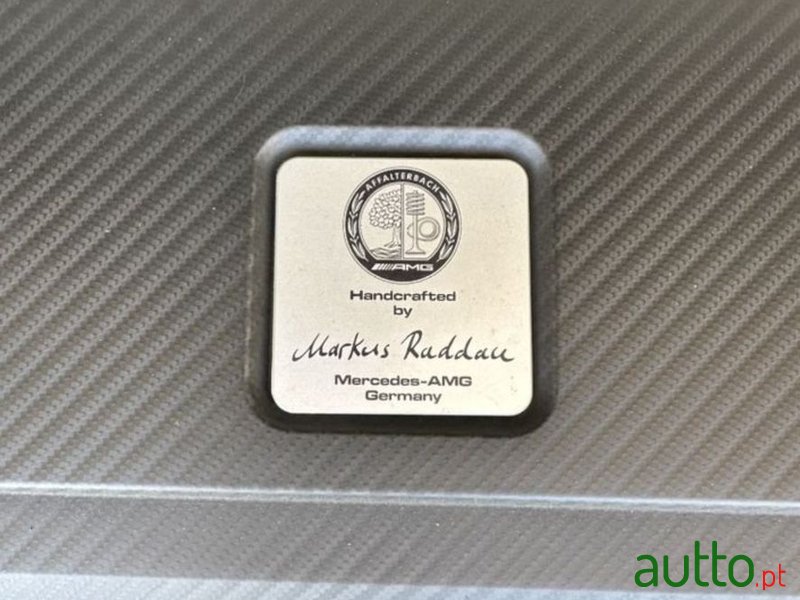 AFFALTERBACH
AMG
Handcrafted
by
Markus Raddau
Mercedes-AMG
Germany
autto.pt